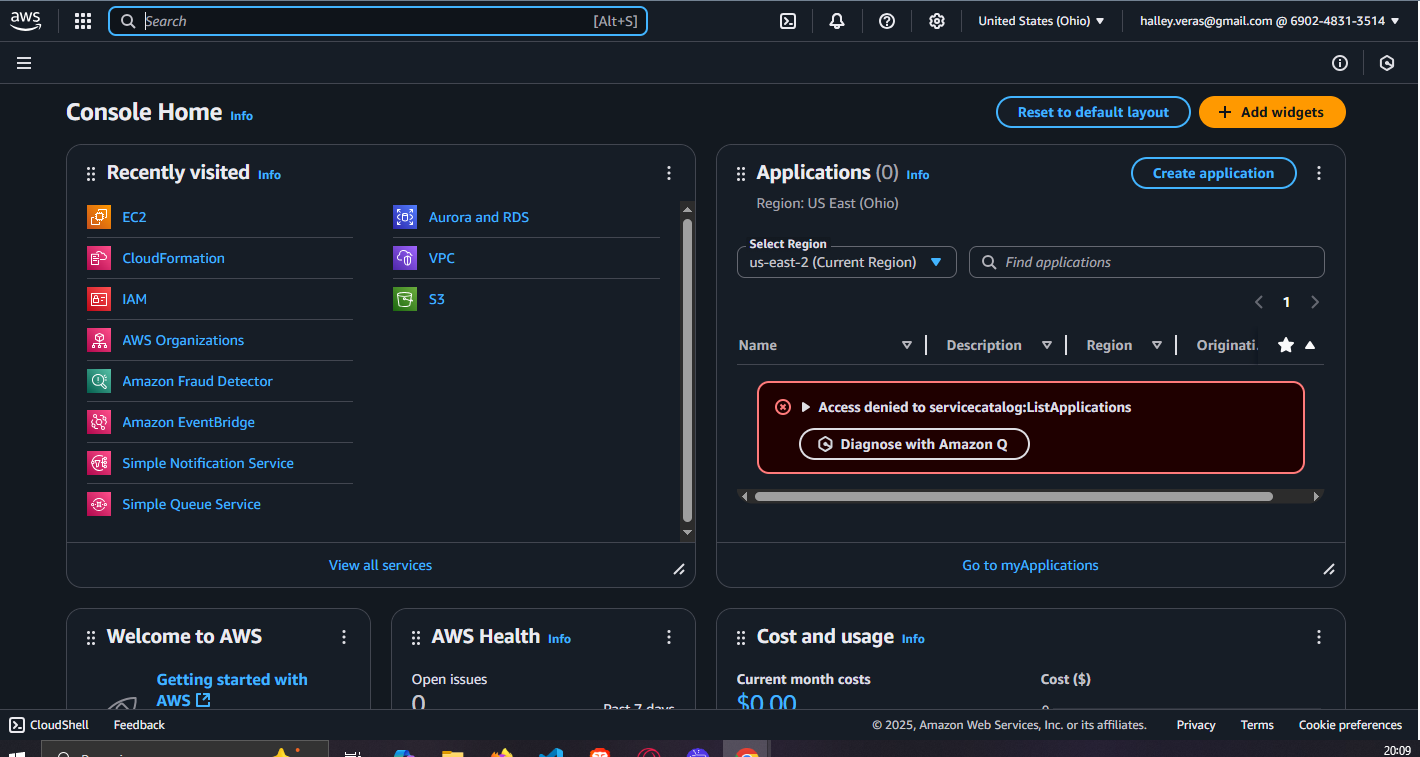 aws
Search [Alt+S]
United States (Ohio)
halley.veras@gmail.com @ 6902-4831-3514
Console Home Info
Reset to default layout
Add widgets
Recently visited Info
EC2
CloudFormation
IAM
AWS Organizations
Amazon Fraud Detector
Amazon EventBridge
Simple Notification Service
Simple Queue Service
Aurora and RDS
VPC
S3
View all services
Applications (0) Info
Create application
Region: US East (Ohio)
Select Region
us-east-2 (Current Region)
Find applications
1
Name
Description
Region
Originati
Access denied to servicecatalog:ListApplications
Diagnose with Amazon Q
Go to myApplications
Welcome to AWS
Getting started with
AWS
AWS Health Info
Open issues
0
Past 7 days
Cost and usage Info
Current month costs
$0.00
Cost ($)
CloudShell
Feedback
© 2025, Amazon Web Services, Inc. or its affiliates.
Privacy
Terms
Cookie preferences
20:09